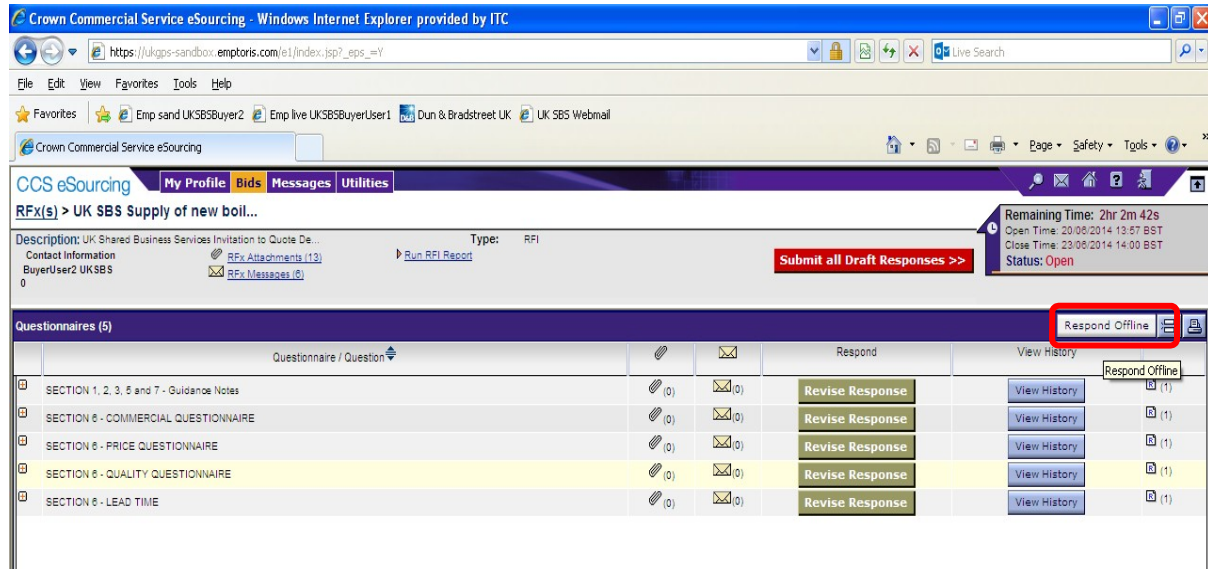 Crown Commercial Service eSourcing - Windows Internet Explorer provided by ITC
https://ukgps-sandbox.emptoris.com/e1/index.jsp?_eps_=Y
Live Search
File Edit View Favorites Tools Help
Favorites Emp sand UKSBSBuyer2 Emp live UKSBSBuyerUser1 Dun & Bradstreet UK UK SBS Webmail
Crown Commercial Service eSourcing Page Safety Tools
CCS eSourcing My Profile Bids Messages Utilities
RFx(s) > UK SBS Supply of new boil...
Remaining Time: 2hr 2m 42s
Open Time: 20/06/2014 13:57 BST
Close Time: 23/06/2014 14:00 BST
Status: Open
Description: UK Shared Business Services Invitation to Quote De... Type: RFI
Contact Information RFx Attachments (13) Run RFI Report
BuyerUser2 UKSBS RFx Messages (6)
0
Submit all Draft Responses >>
Questionnaires (5) Respond Offline
Questionnaire / Question Respond View History
Respond Offline
SECTION 1, 2, 3, 5 and 7 - Guidance Notes (0) (0) Revise Response View History R (1)
SECTION 6 - COMMERCIAL QUESTIONNAIRE (0) (0) Revise Response View History R (1)
SECTION 6 - PRICE QUESTIONNAIRE (0) (0) Revise Response View History R (1)
SECTION 6 - QUALITY QUESTIONNAIRE (0) (0) Revise Response View History R (1)
SECTION 6 - LEAD TIME (0) (0) Revise Response View History R (1)